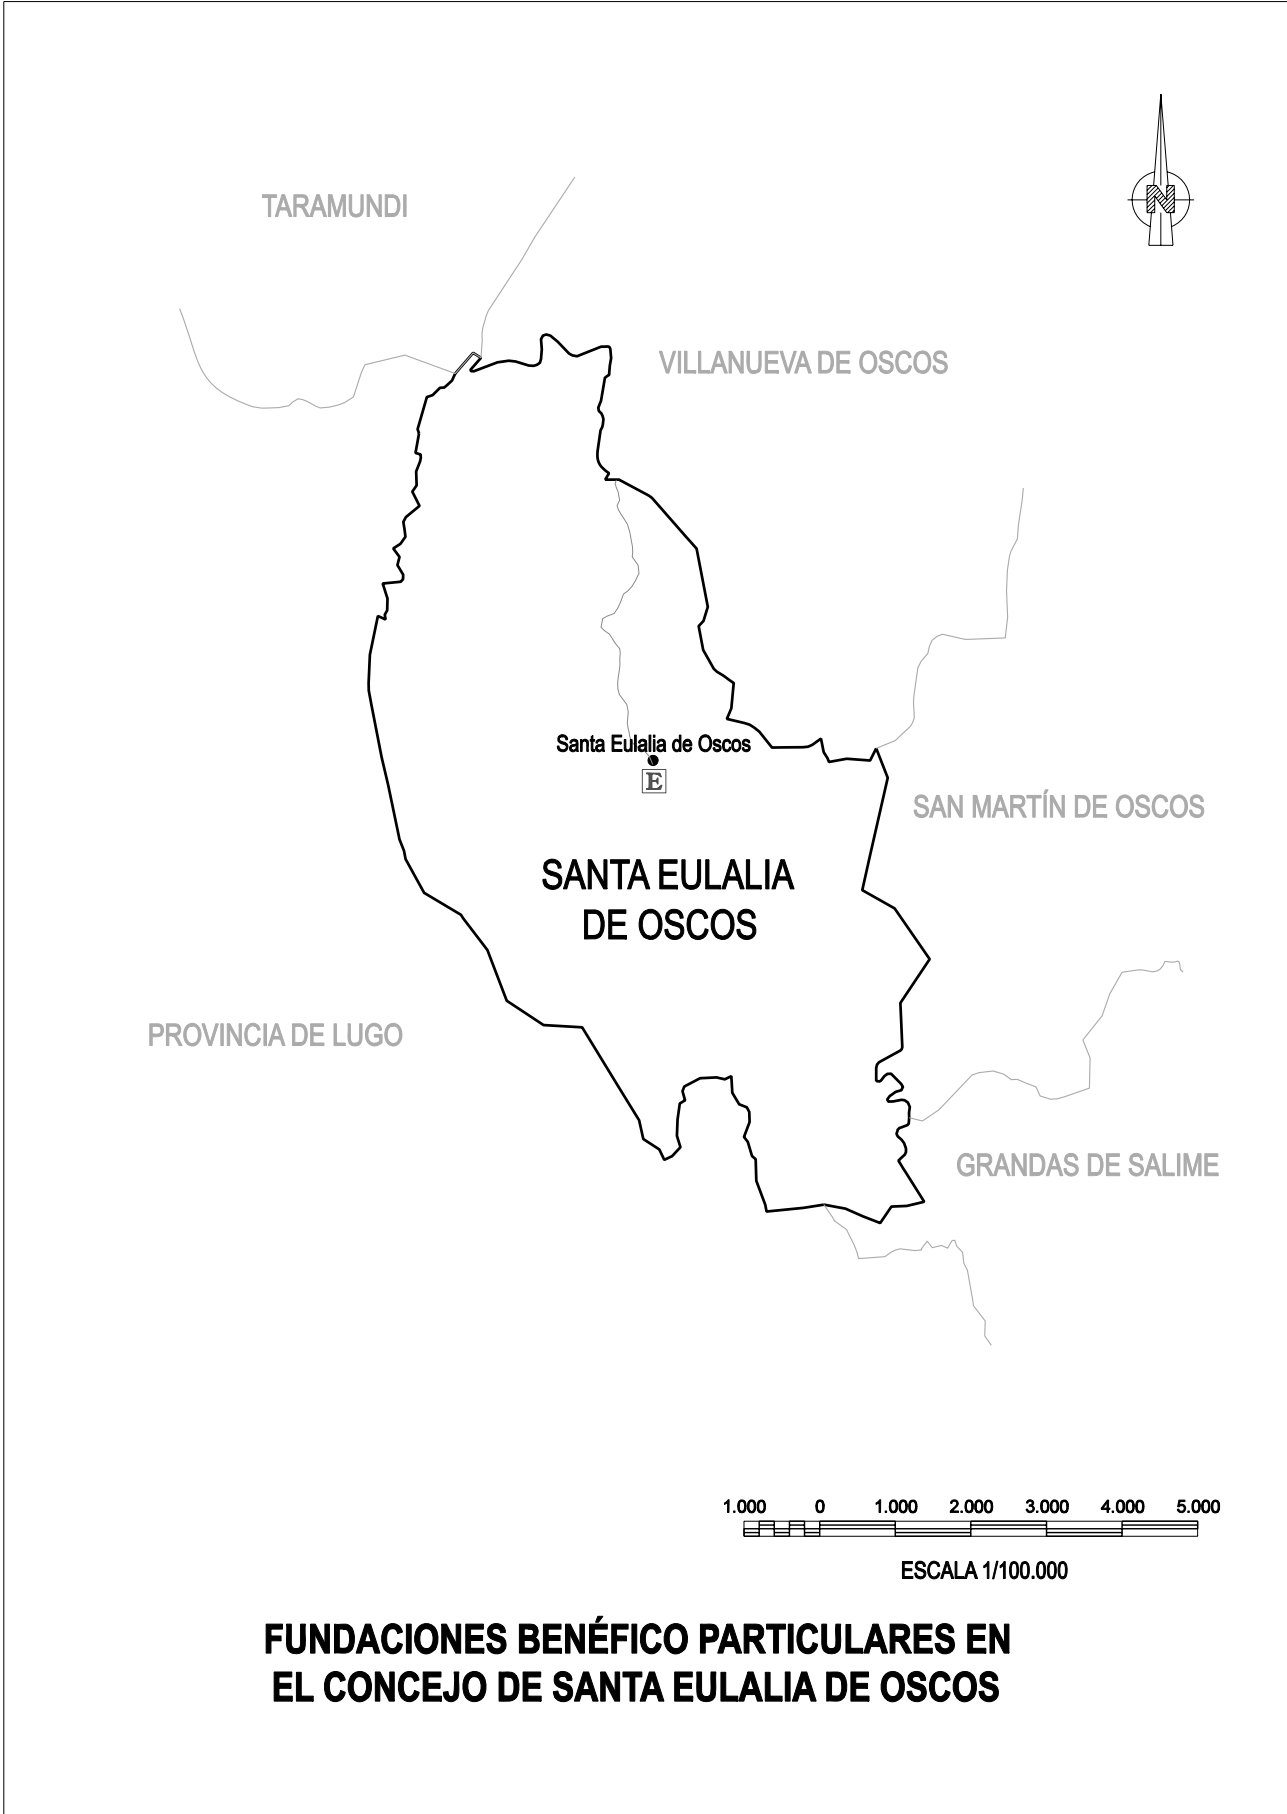 N
TARAMUNDI
VILLANUEVA DE OSCOS
Santa Eulalia de Oscos
E
SAN MARTÍN DE OSCOS
SANTA EULALIA
DE OSCOS
PROVINCIA DE LUGO
GRANDAS DE SALIME
1.000 0 1.000 2.000 3.000 4.000 5.000
ESCALA 1/100.000
FUNDACIONES BENÉFICO PARTICULARES EN
EL CONCEJO DE SANTA EULALIA DE OSCOS